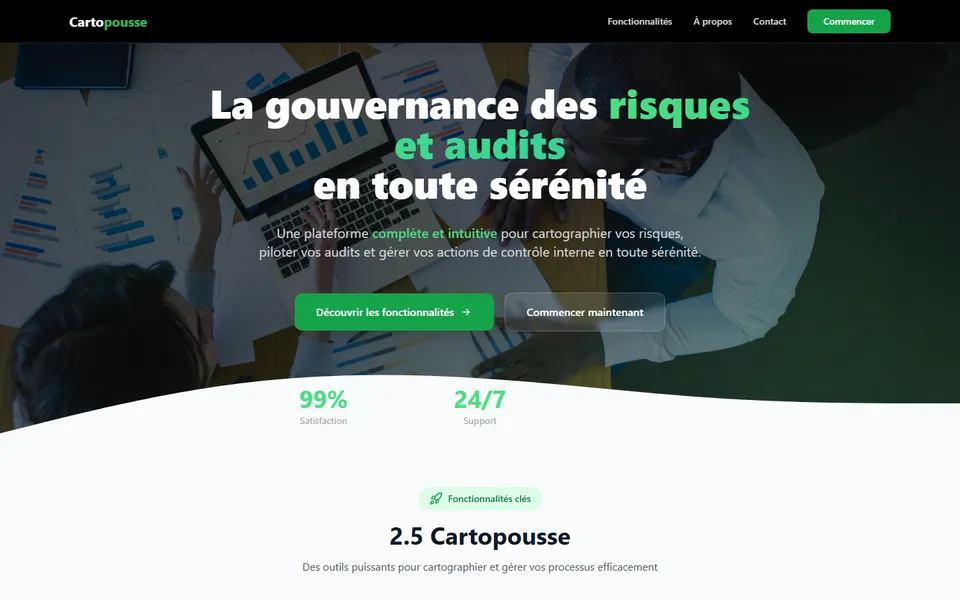 Cartopousse
Fonctionnalités
À propos
Contact
Commencer
La gouvernance des risques
et audits
en toute sérénité
Une plateforme complète et intuitive pour cartographier vos risques,
piloter vos audits et gérer vos actions de contrôle interne en toute sérénité.
Découvrir les fonctionnalités →
Commencer maintenant
99%
24/7
Satisfaction
Support
Fonctionnalités clés
2.5 Cartopousse
Des outils puissants pour cartographier et gérer vos processus efficacement